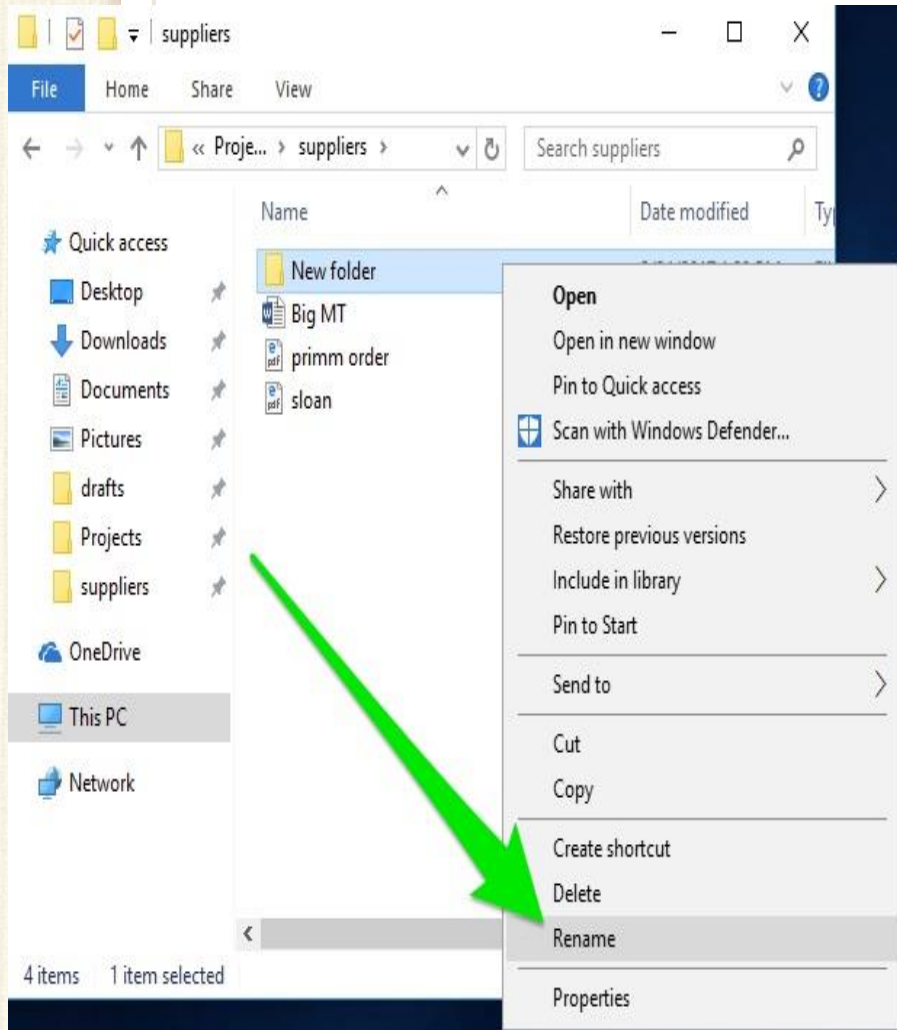 suppliers
File Home Share View
« Proje... > suppliers >
Search suppliers
Name Date modified
Quick access
Desktop
Downloads
Documents
Pictures
drafts
Projects
suppliers
OneDrive
This PC
Network
New folder
Big MT
primm order
sloan
Open
Open in new window
Pin to Quick access
Scan with Windows Defender...
Share with
Restore previous versions
Include in library
Pin to Start
Send to
Cut
Copy
Create shortcut
Delete
Rename
Properties
4 items 1 item selected